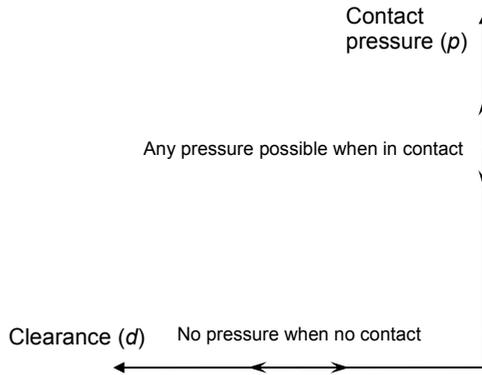 Contact
pressure (p)
Any pressure possible when in contact
Clearance (d)
No pressure when no contact